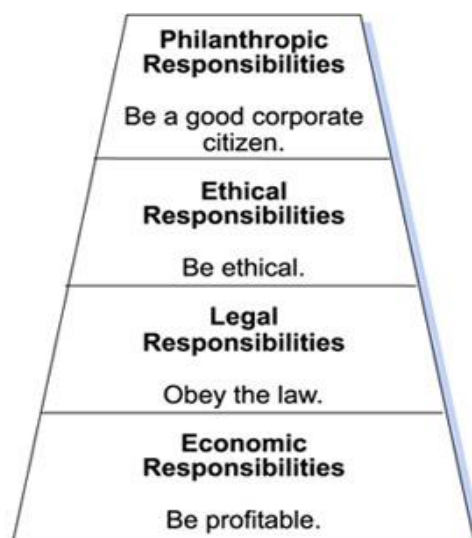 Philanthropic
Responsibilities
Be a good corporate
citizen.
Ethical
Responsibilities
Be ethical.
Legal
Responsibilities
Obey the law.
Economic
Responsibilities
Be profitable.